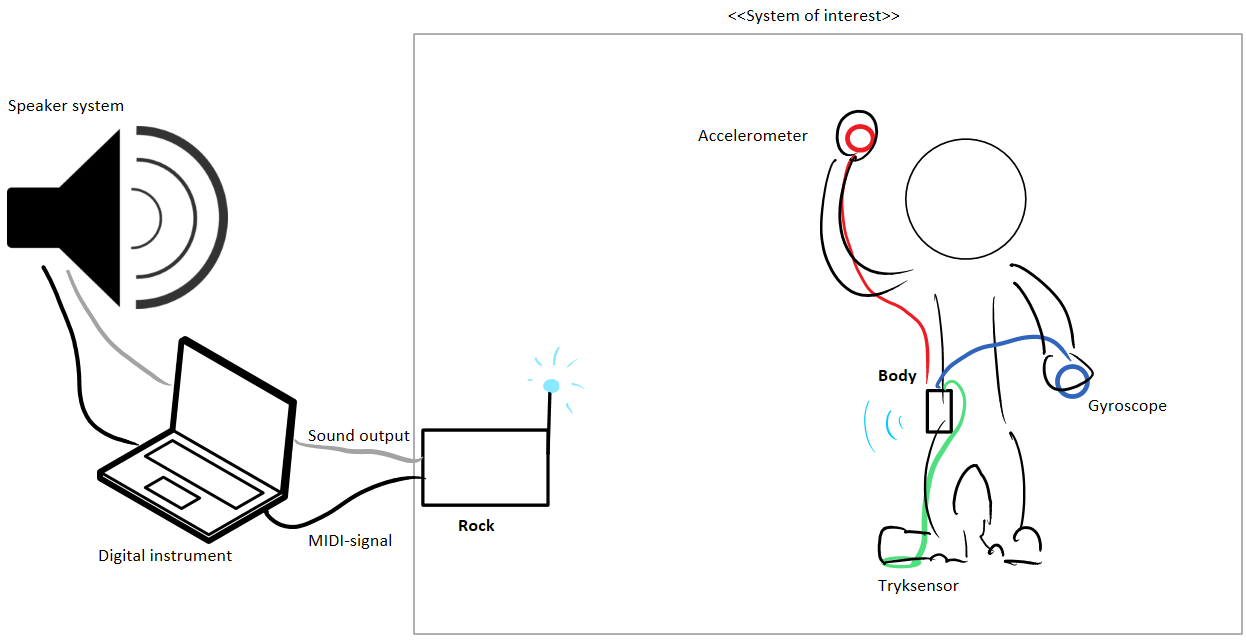 <<System of interest>>
Speaker system
Accelerometer
Body
Gyroscope
Sound output
Rock
MIDI-signal
Digital instrument
Tryksensor